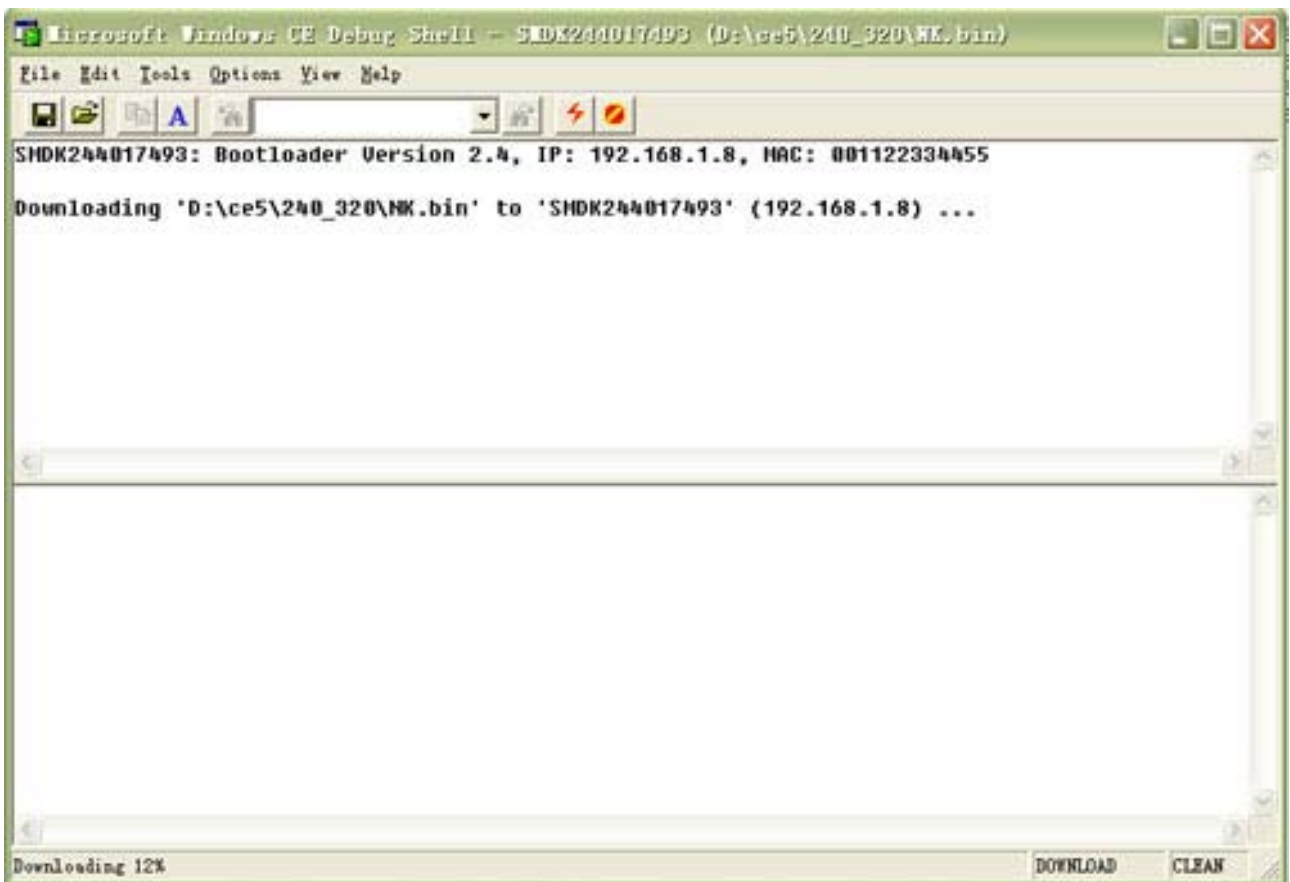 Microsoft Windows CE Debug Shell - SMDK244017493 (D:\ce5\240_320\NK.bin)
File Edit Tools Options View Help
A
SMDK244017493: Bootloader Version 2.4, IP: 192.168.1.8, MAC: 001122334455
Downloading 'D:\ce5\240_320\NK.bin' to 'SMDK244017493' (192.168.1.8) ...
Downloading 12% DOWNLOAD CLEAN